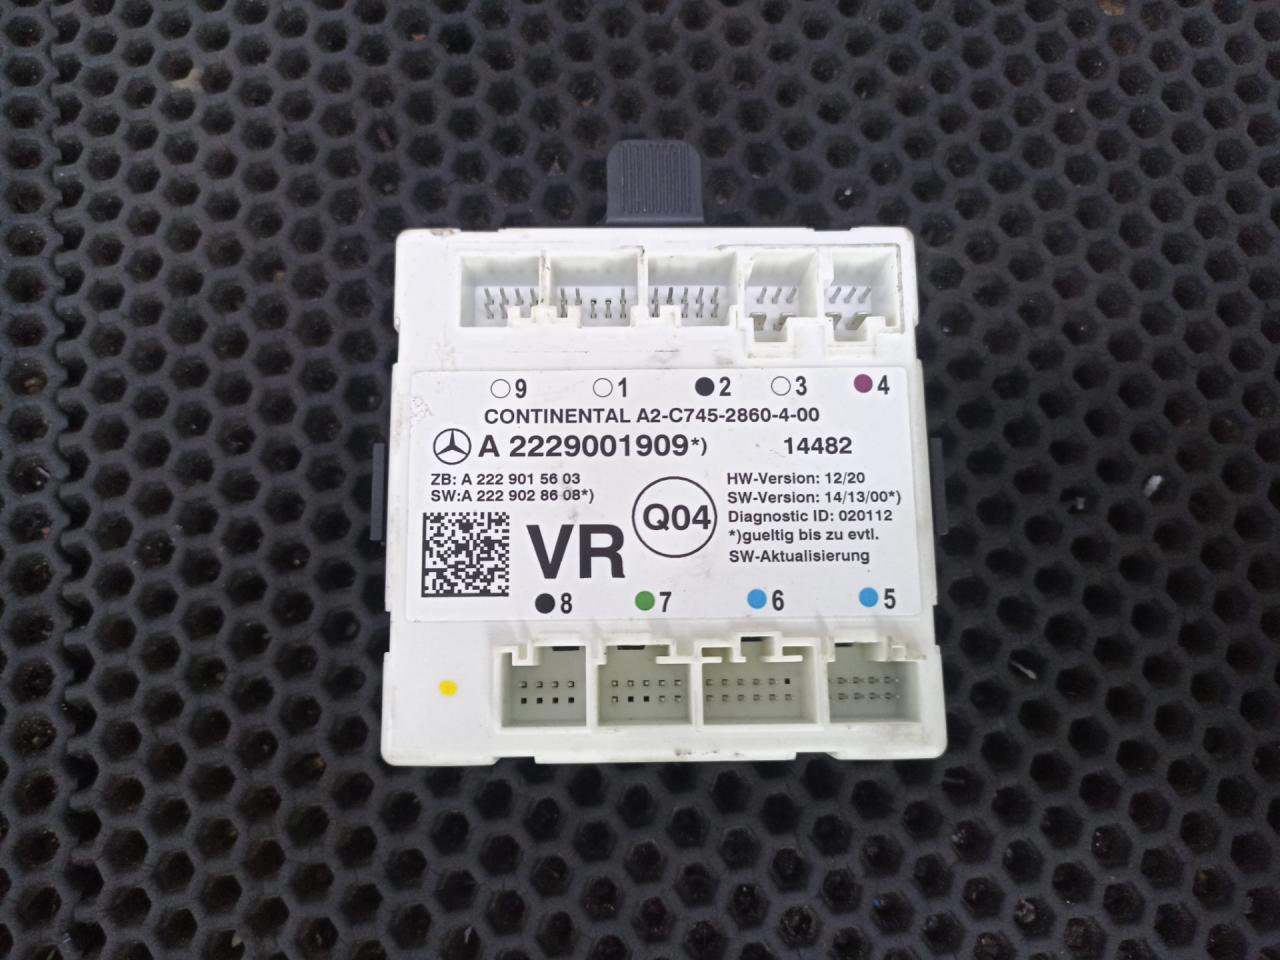 9 1 2 3 4
CONTINENTAL A2-C745-2860-4-00
A 2229001909*) 14482
ZB: A 222 901 56 03
SW:A 222 902 86 08*)
HW-Version: 12/20
SW-Version: 14/13/00*)
Diagnostic ID: 020112
*)gueltig bis zu evtl.
SW-Aktualisierung
VR
Q04
8 7 6 5